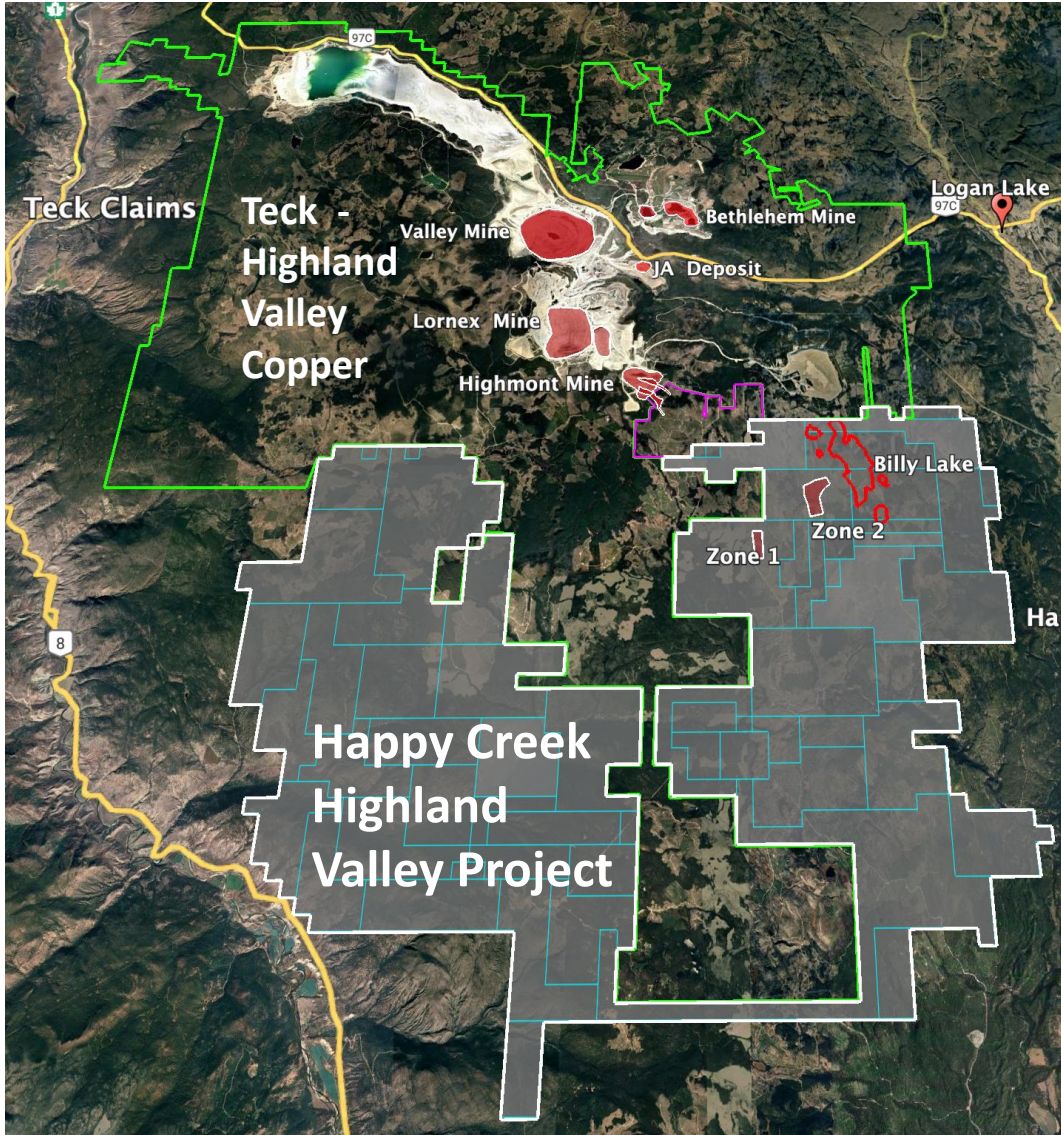 1
97C
Teck Claims
Teck -
Highland
Valley
Copper
Logan Lake
97C
Bethlehem Mine
Valley Mine
JA Deposit
Lornex Mine
Highmont Mine
Billy Lake
Zone 2
Zone 1
Ha
8
Happy Creek
Highland
Valley Project